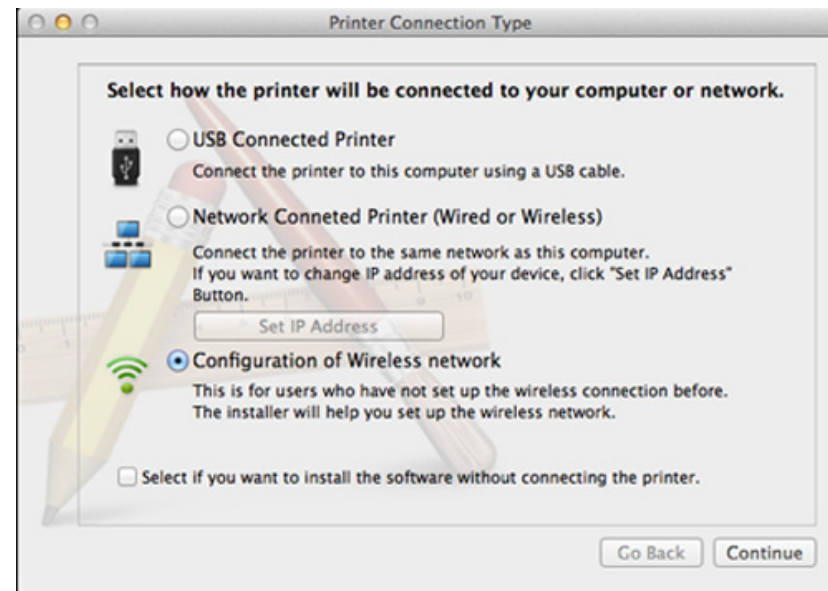 Printer Connection Type
Select how the printer will be connected to your computer or network.
USB Connected Printer
Connect the printer to this computer using a USB cable.
Network Conneted Printer (Wired or Wireless)
Connect the printer to the same network as this computer.
If you want to change IP address of your device, click "Set IP Address"
Button.
Set IP Address
Configuration of Wireless network
This is for users who have not set up the wireless connection before.
The installer will help you set up the wireless network.
Select if you want to install the software without connecting the printer.
Go Back Continue